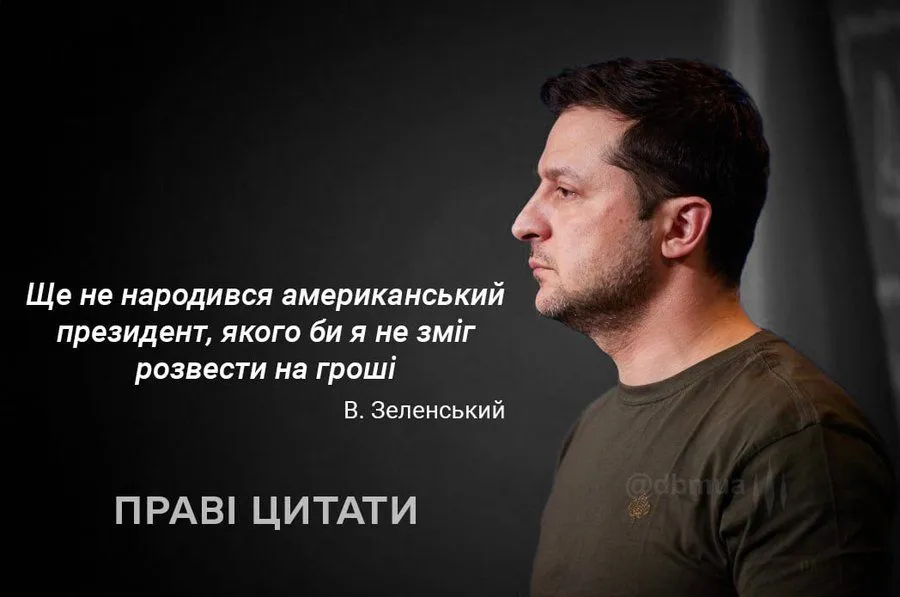 Ще не народився американський
президент, якого би я не зміг
розвести на гроші
В. Зеленський
ПРАВІ ЦИТАТИ
@dbmua